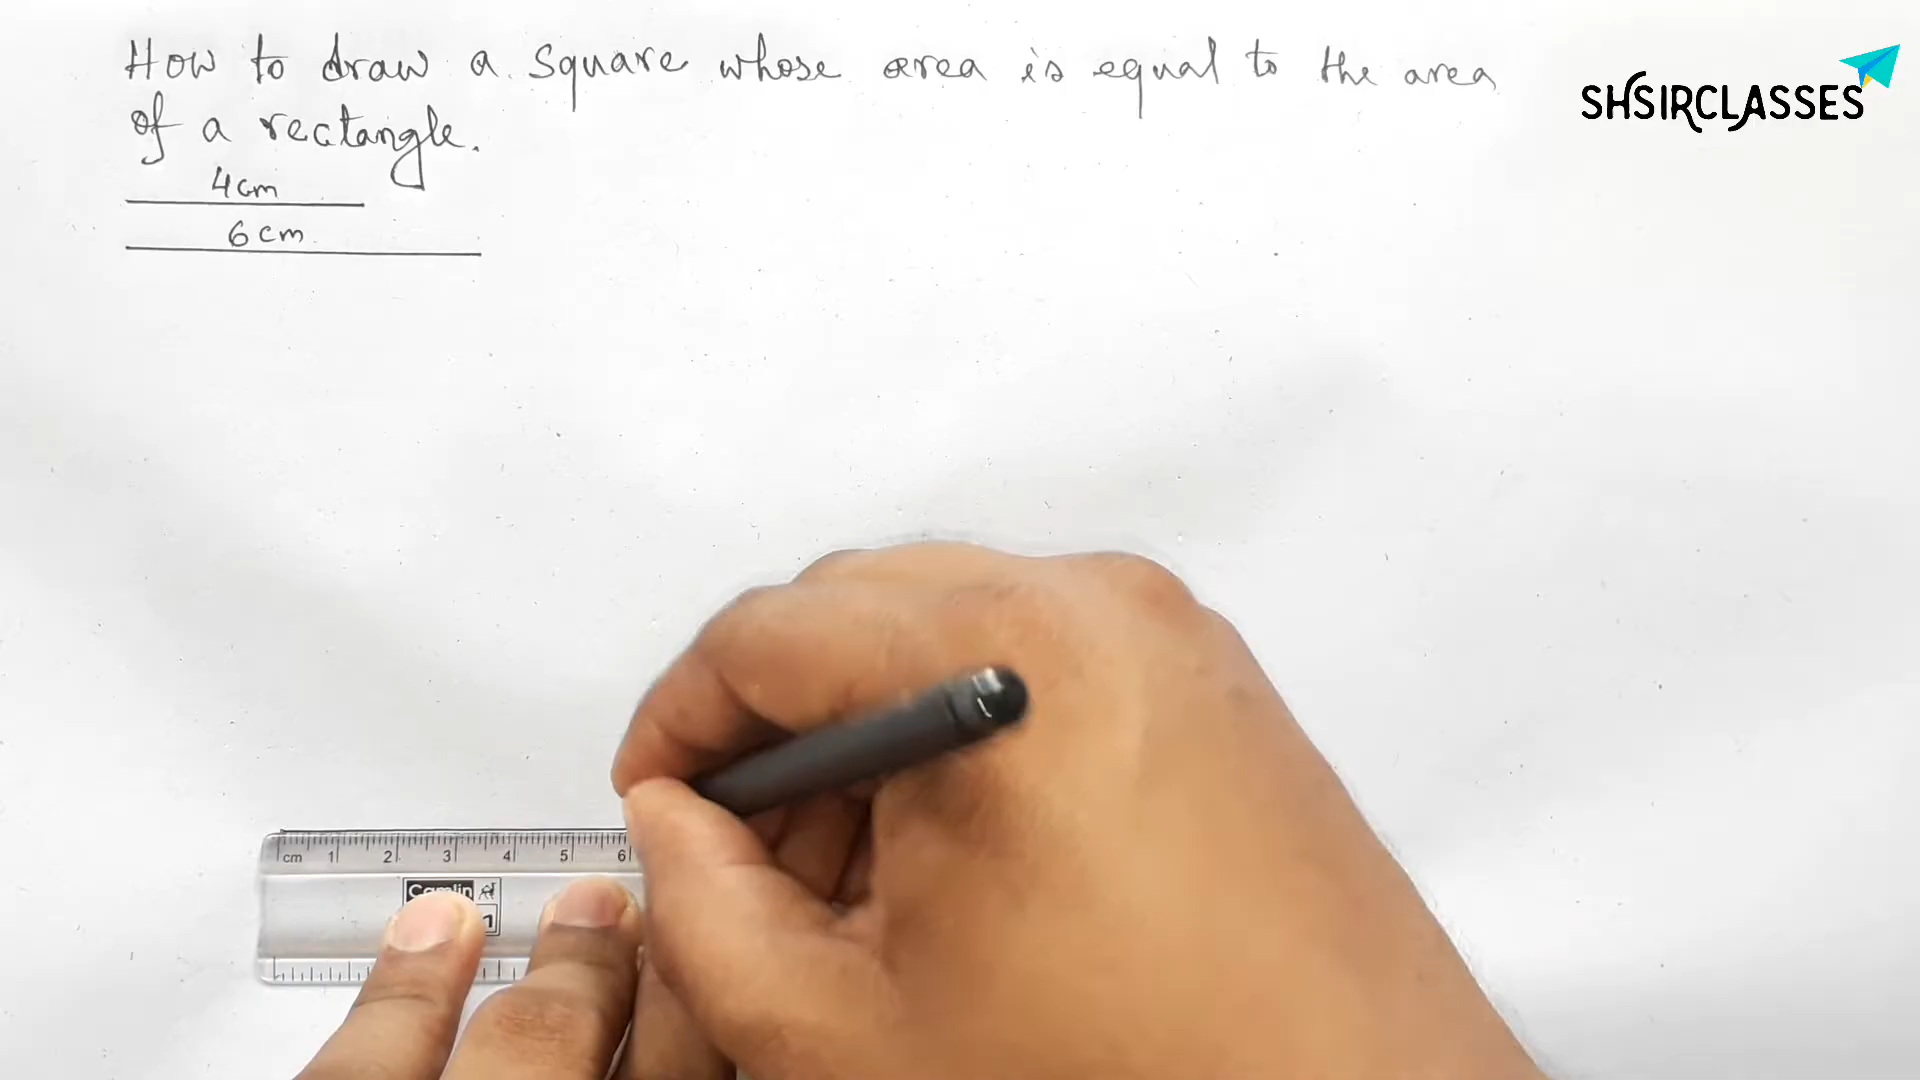 How to draw a square whose area is equal to the area
SHSIRCLASSES
of a rectangle.
4cm
6cm
cm 1 2 3 4 5 6
Camlin